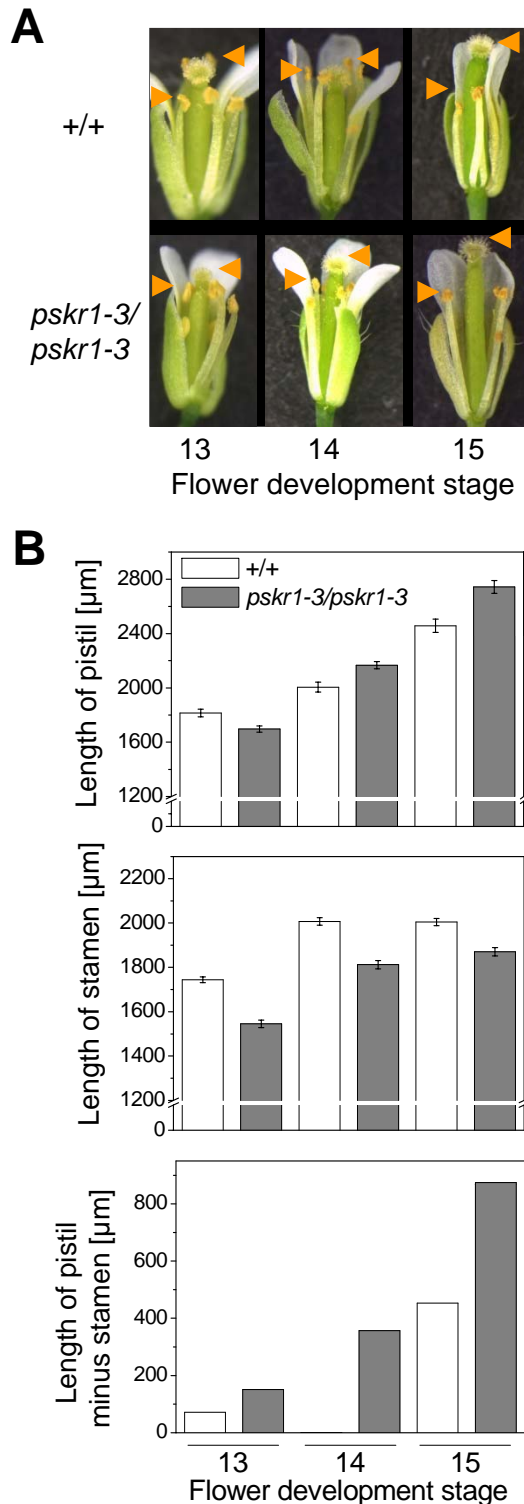 A
+/+
pskr1-3/
pskr1-3
13 14 15
Flower development stage
B
+/+
pskr1-3/pskr1-3
Length of pistil [µm]
2800
2400
2000
1600
1200
0
Length of stamen [µm]
2200
2000
1800
1600
1400
1200
0
Length of pistil
minus stamen [µm]
800
600
400
200
0
13 14 15
Flower development stage